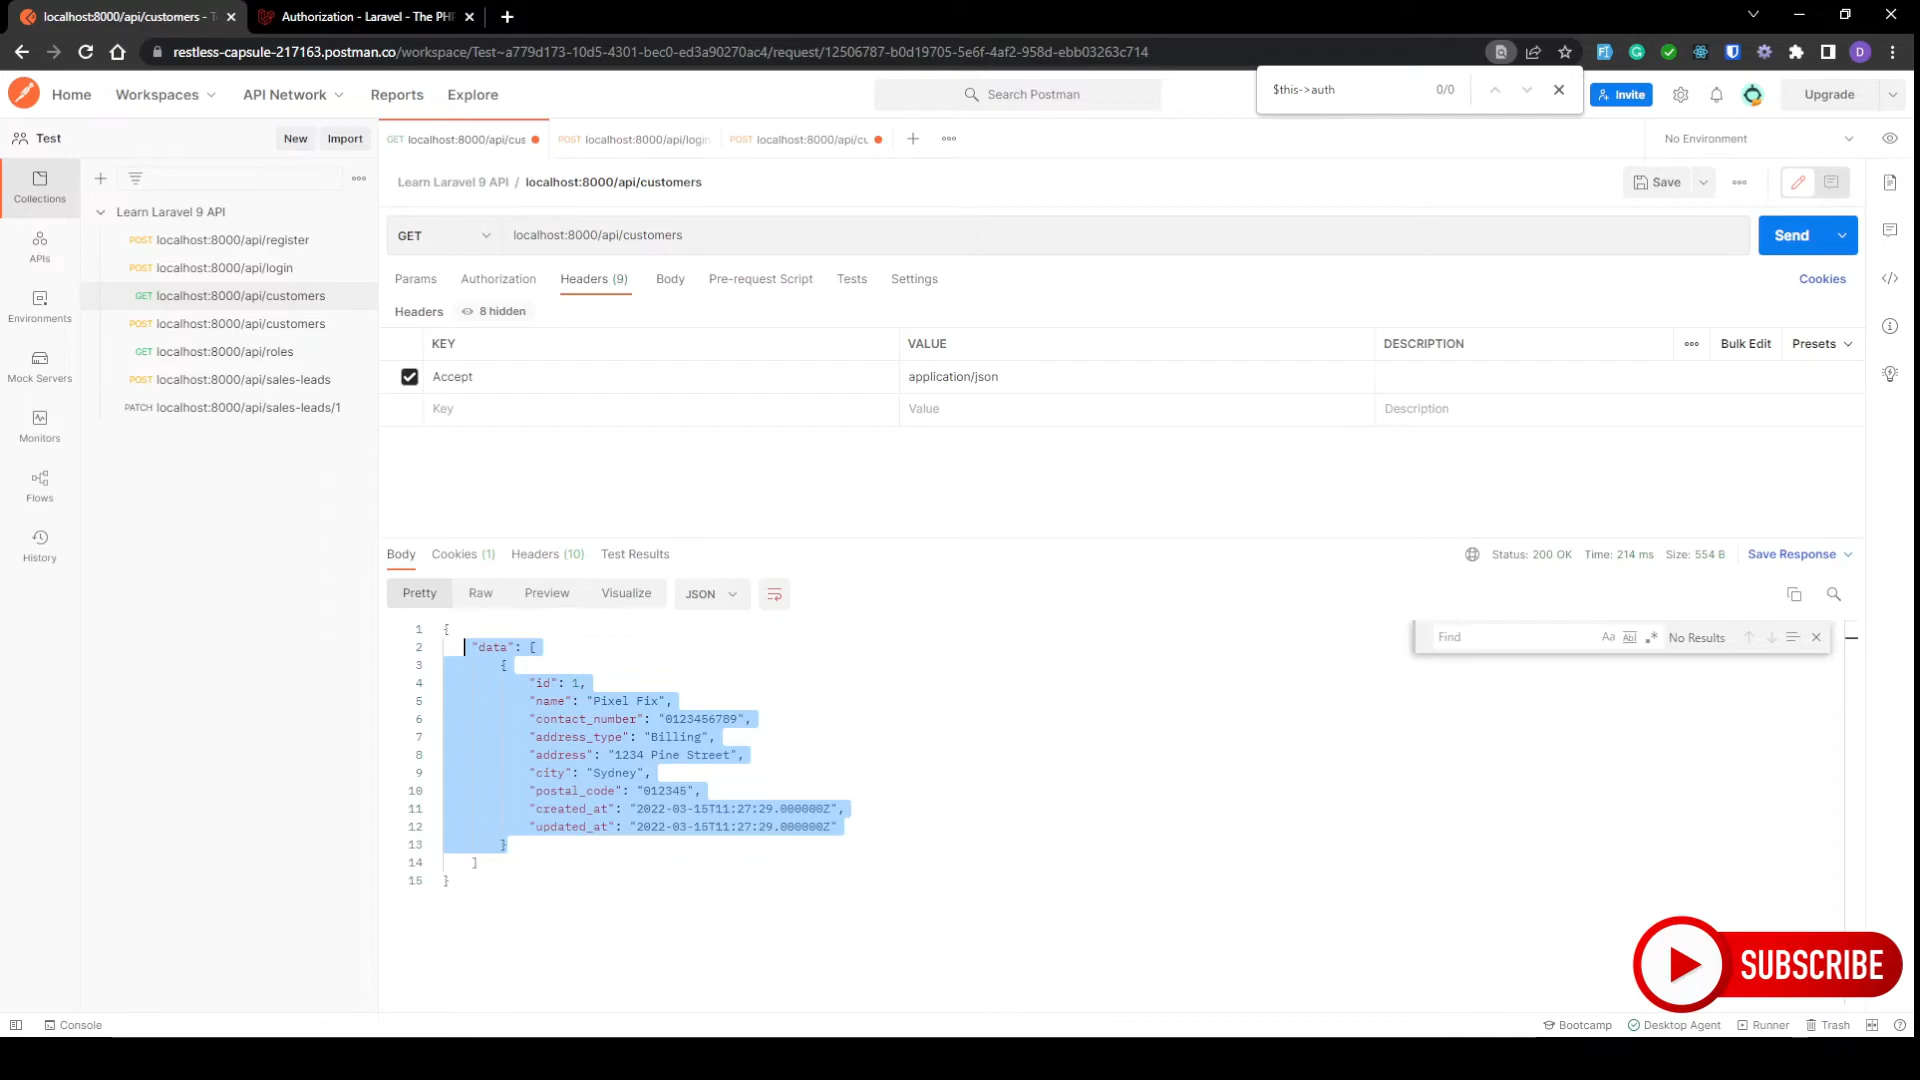 localhost:8000/api/customers - T
Authorization - Laravel - The PHP
restless-capsule-217163.postman.co/workspace/Test~a779d173-10d5-4301-bec0-ed3a90270ac4/request/12506787-b0d19705-5e6f-4af2-958d-ebb03263c714
D
$this->auth 0/0
Home Workspaces API Network Reports Explore
Search Postman
Invite
Upgrade
Test
New Import
GET localhost:8000/api/cus
POST localhost:8000/api/login
POST localhost:8000/api/cu
No Environment
Collections
APIs
Environments
Mock Servers
Monitors
Flows
History
Learn Laravel 9 API
POST localhost:8000/api/register
POST localhost:8000/api/login
GET localhost:8000/api/customers
POST localhost:8000/api/customers
GET localhost:8000/api/roles
POST localhost:8000/api/sales-leads
PATCH localhost:8000/api/sales-leads/1
Learn Laravel 9 API / localhost:8000/api/customers
Save
GET localhost:8000/api/customers
Send
Params Authorization Headers (9) Body Pre-request Script Tests Settings
Cookies
Headers 8 hidden
KEY VALUE DESCRIPTION
Bulk Edit Presets
Accept application/json
Key Value Description
Body Cookies (1) Headers (10) Test Results
Status: 200 OK Time: 214 ms Size: 554 B Save Response
Pretty Raw Preview Visualize JSON
Find Aa Abl .* No Results
1 {
2 "data": [
3 {
4 "id": 1,
5 "name": "Pixel Fix",
6 "contact_number": "0123456789",
7 "address_type": "Billing",
8 "address": "1234 Pine Street",
9 "city": "Sydney",
10 "postal_code": "012345",
11 "created_at": "2022-03-15T11:27:29.000000Z",
12 "updated_at": "2022-03-15T11:27:29.000000Z"
13 }
14 ]
15 }
SUBSCRIBE
Console
Bootcamp Desktop Agent Runner Trash